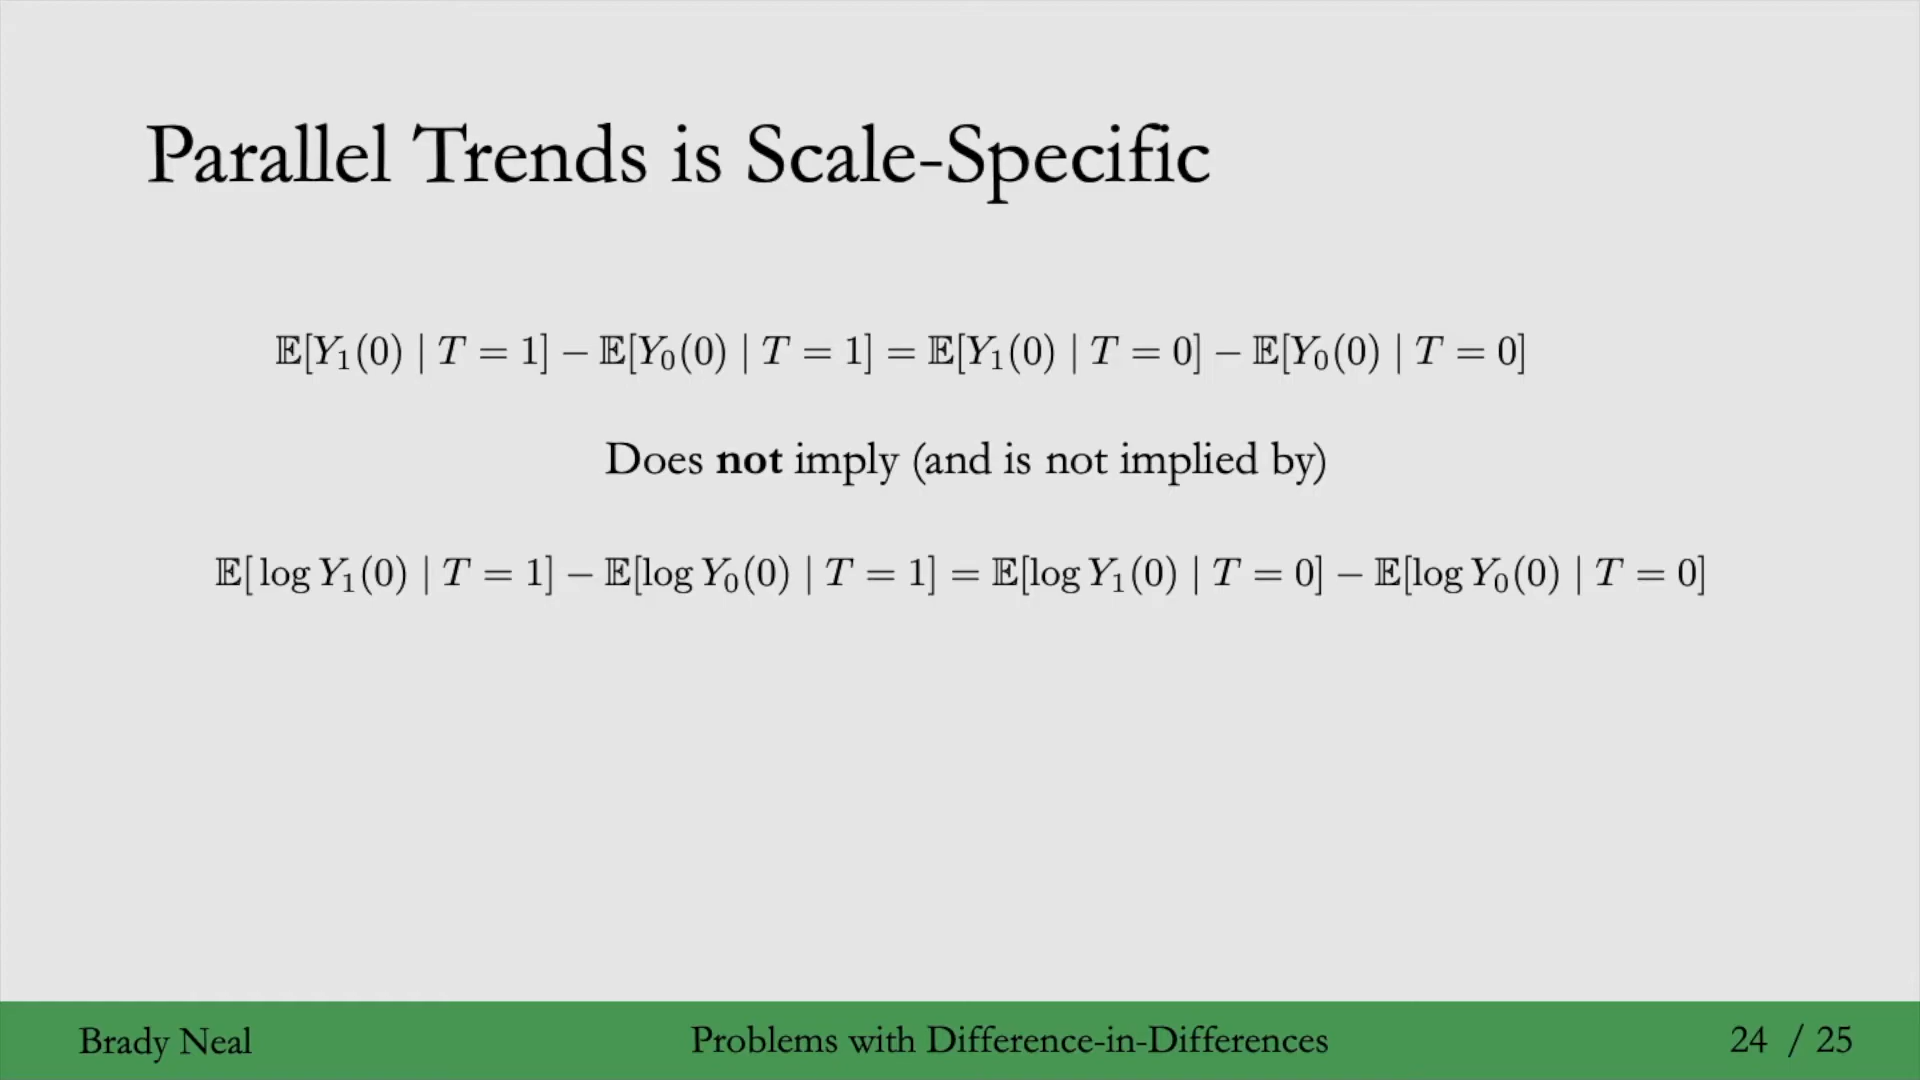 Parallel Trends is Scale-Specific
𝔼[Y₁(0) | T = 1] − 𝔼[Y₀(0) | T = 1] = 𝔼[Y₁(0) | T = 0] − 𝔼[Y₀(0) | T = 0]
Does not imply (and is not implied by)
𝔼[log Y₁(0) | T = 1] − 𝔼[log Y₀(0) | T = 1] = 𝔼[log Y₁(0) | T = 0] − 𝔼[log Y₀(0) | T = 0]
Brady Neal Problems with Difference-in-Differences 24 / 25